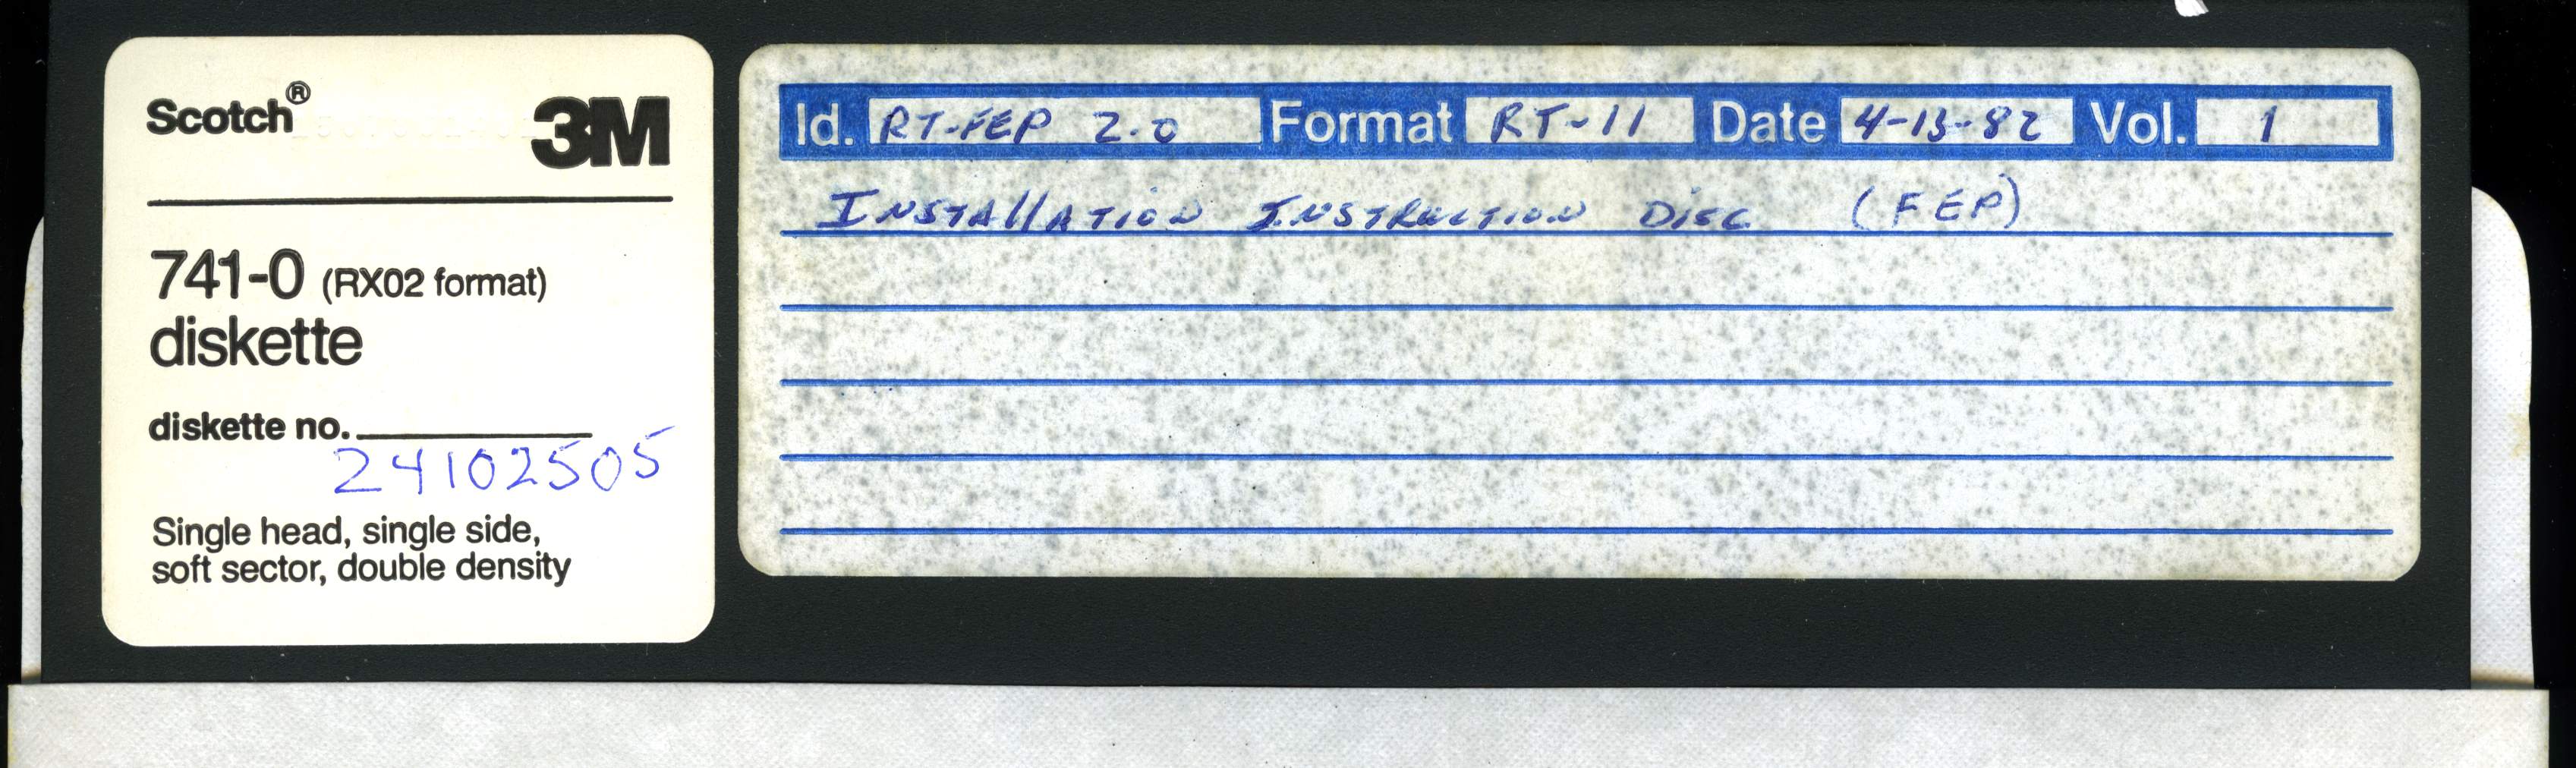 Scotch® 3M
741-0 (RX02 format)
diskette
diskette no.
24102505
Single head, single side,
soft sector, double density
Id. RT-FEP 2.0 Format RT-11 Date 4-13-82 Vol. 1
INSTAllATION INSTRUCTION DISC (FEP)